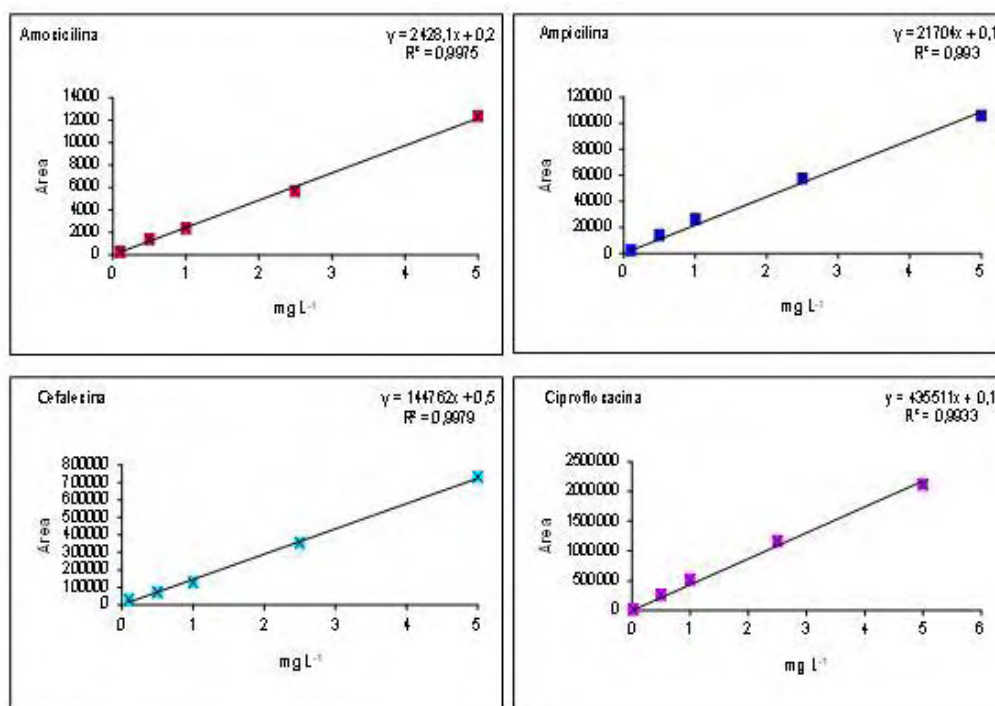 Amoxicilina
y = 2428,1x + 0,2
R² = 0,9975
14000
12000
10000
8000
6000
4000
2000
0
Area
0 1 2 3 4 5
mg L⁻¹
Ampicilina
y = 21704x + 0,1
R² = 0,993
120000
100000
80000
60000
40000
20000
0
Area
0 1 2 3 4 5
mg L⁻¹
Cefalexina
y = 144762x + 0,5
R² = 0,9979
800000
700000
600000
500000
400000
300000
200000
100000
0
Area
0 1 2 3 4 5
mg L⁻¹
Ciprofloxacina
y = 435511x + 0,1
R² = 0,9933
2500000
2000000
1500000
1000000
500000
0
Area
0 1 2 3 4 5 6
mg L⁻¹